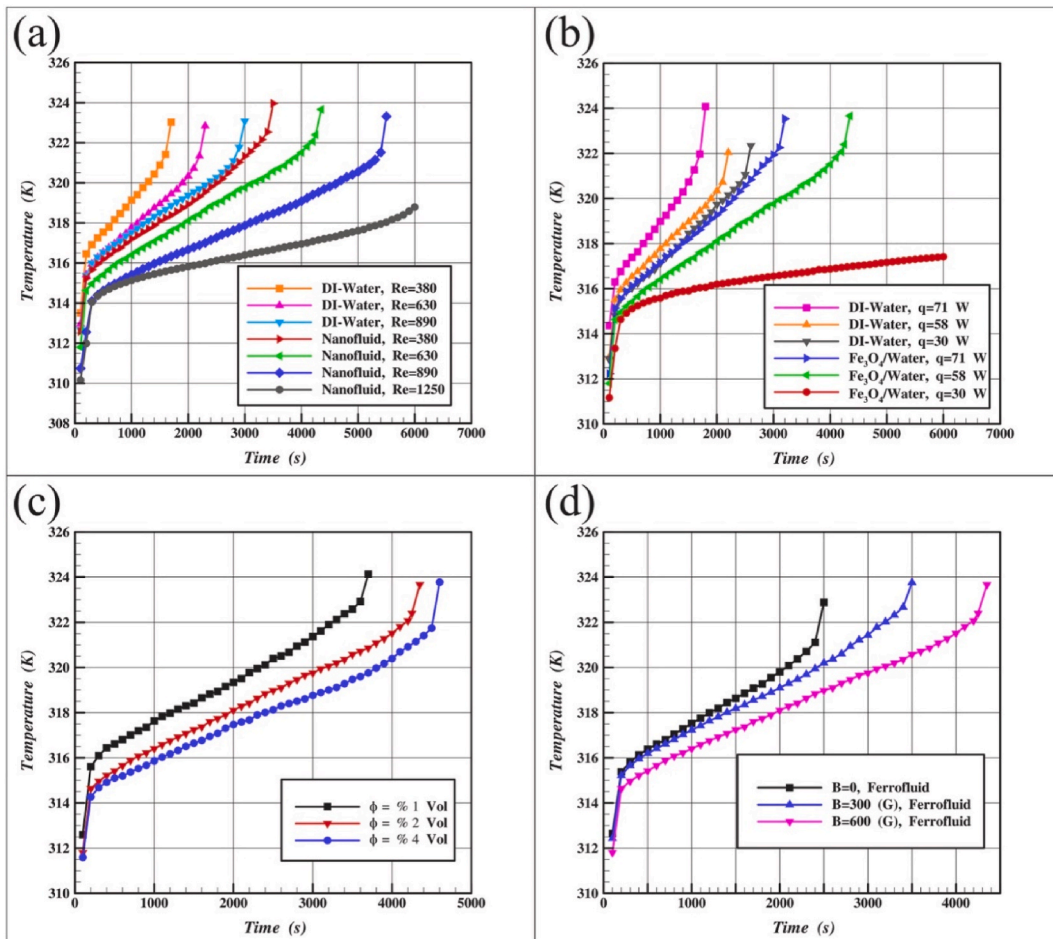 (a)
326
324
322
320
318
316
314
312
310
308
Temperature (K)
DI-Water, Re=380
DI-Water, Re=630
DI-Water, Re=890
Nanofluid, Re=380
Nanofluid, Re=630
Nanofluid, Re=890
Nanofluid, Re=1250
0 1000 2000 3000 4000 5000 6000 7000
Time (s)
(b)
326
324
322
320
318
316
314
312
310
Temperature (K)
DI-Water, q=71 W
DI-Water, q=58 W
DI-Water, q=30 W
Fe₃O₄/Water, q=71 W
Fe₃O₄/Water, q=58 W
Fe₃O₄/Water, q=30 W
0 1000 2000 3000 4000 5000 6000 7000
Time (s)
(c)
326
324
322
320
318
316
314
312
310
Temperature (K)
ϕ = % 1 Vol
ϕ = % 2 Vol
ϕ = % 4 Vol
0 1000 2000 3000 4000 5000
Time (s)
(d)
326
324
322
320
318
316
314
312
310
Temperature (K)
B=0, Ferrofluid
B=300 (G), Ferrofluid
B=600 (G), Ferrofluid
0 1000 2000 3000 4000
Time (s)